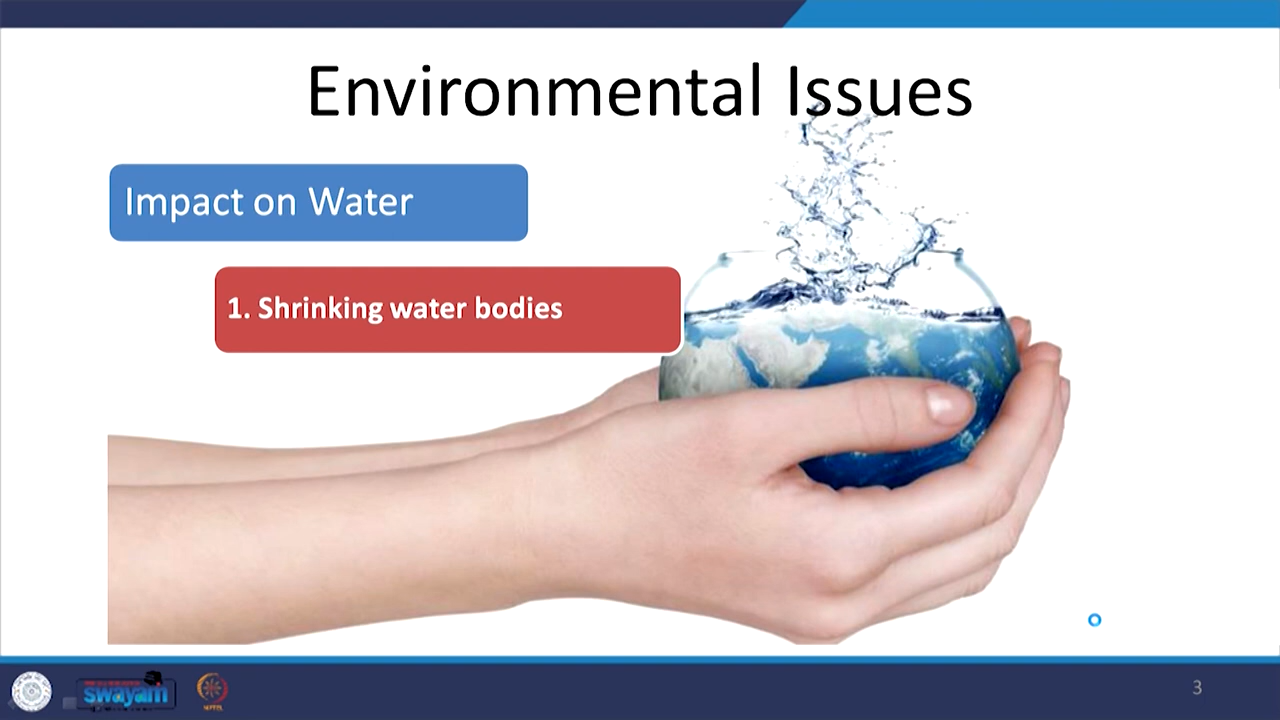 Environmental Issues
Impact on Water
1. Shrinking water bodies
swayam
3